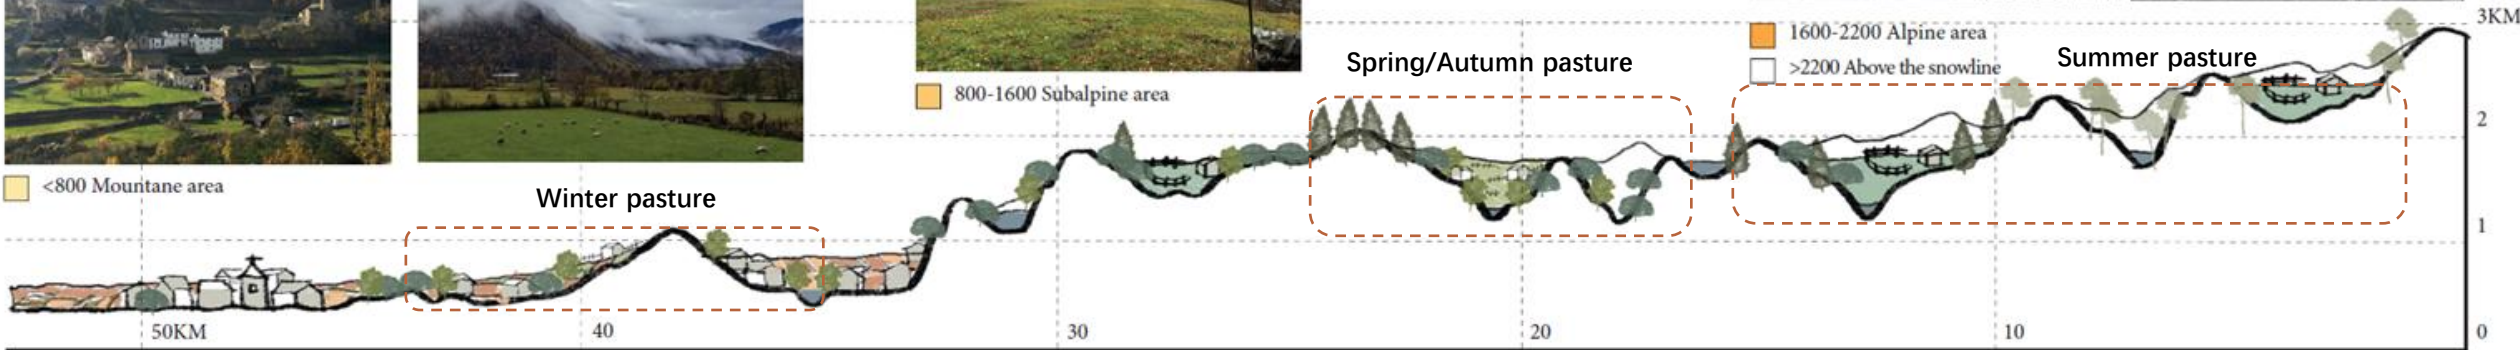 3KM
1600-2200 Alpine area
>2200 Above the snowline
Summer pasture
Spring/Autumn pasture
800-1600 Subalpine area
2
<800 Mountane area
Winter pasture
1
50KM
40
30
20
10
0